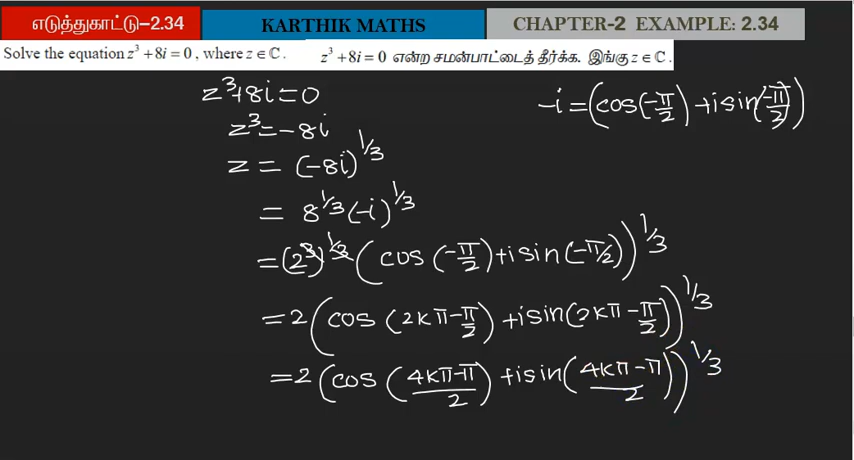 எடுத்துகாட்டு–2.34 KARTHIK MATHS CHAPTER-2 EXAMPLE: 2.34
Solve the equation z³ + 8i = 0, where z ∈ ℂ. z³ + 8i = 0 என்ற சமன்பாட்டைத் தீர்க்க. இங்கு z ∈ ℂ.
z³+8i=0
-i = (cos(-π/2) + i sin(-π/2))
z³ = -8i
z = (-8i)^1/3
= 8^1/3 (-i)^1/3
= (2³)^1/3 (cos(-π/2) + i sin(-π/2))^1/3
= 2 (cos(2kπ - π/2) + i sin(2kπ - π/2))^1/3
= 2 (cos((4kπ-π)/2) + i sin((4kπ-π)/2))^1/3